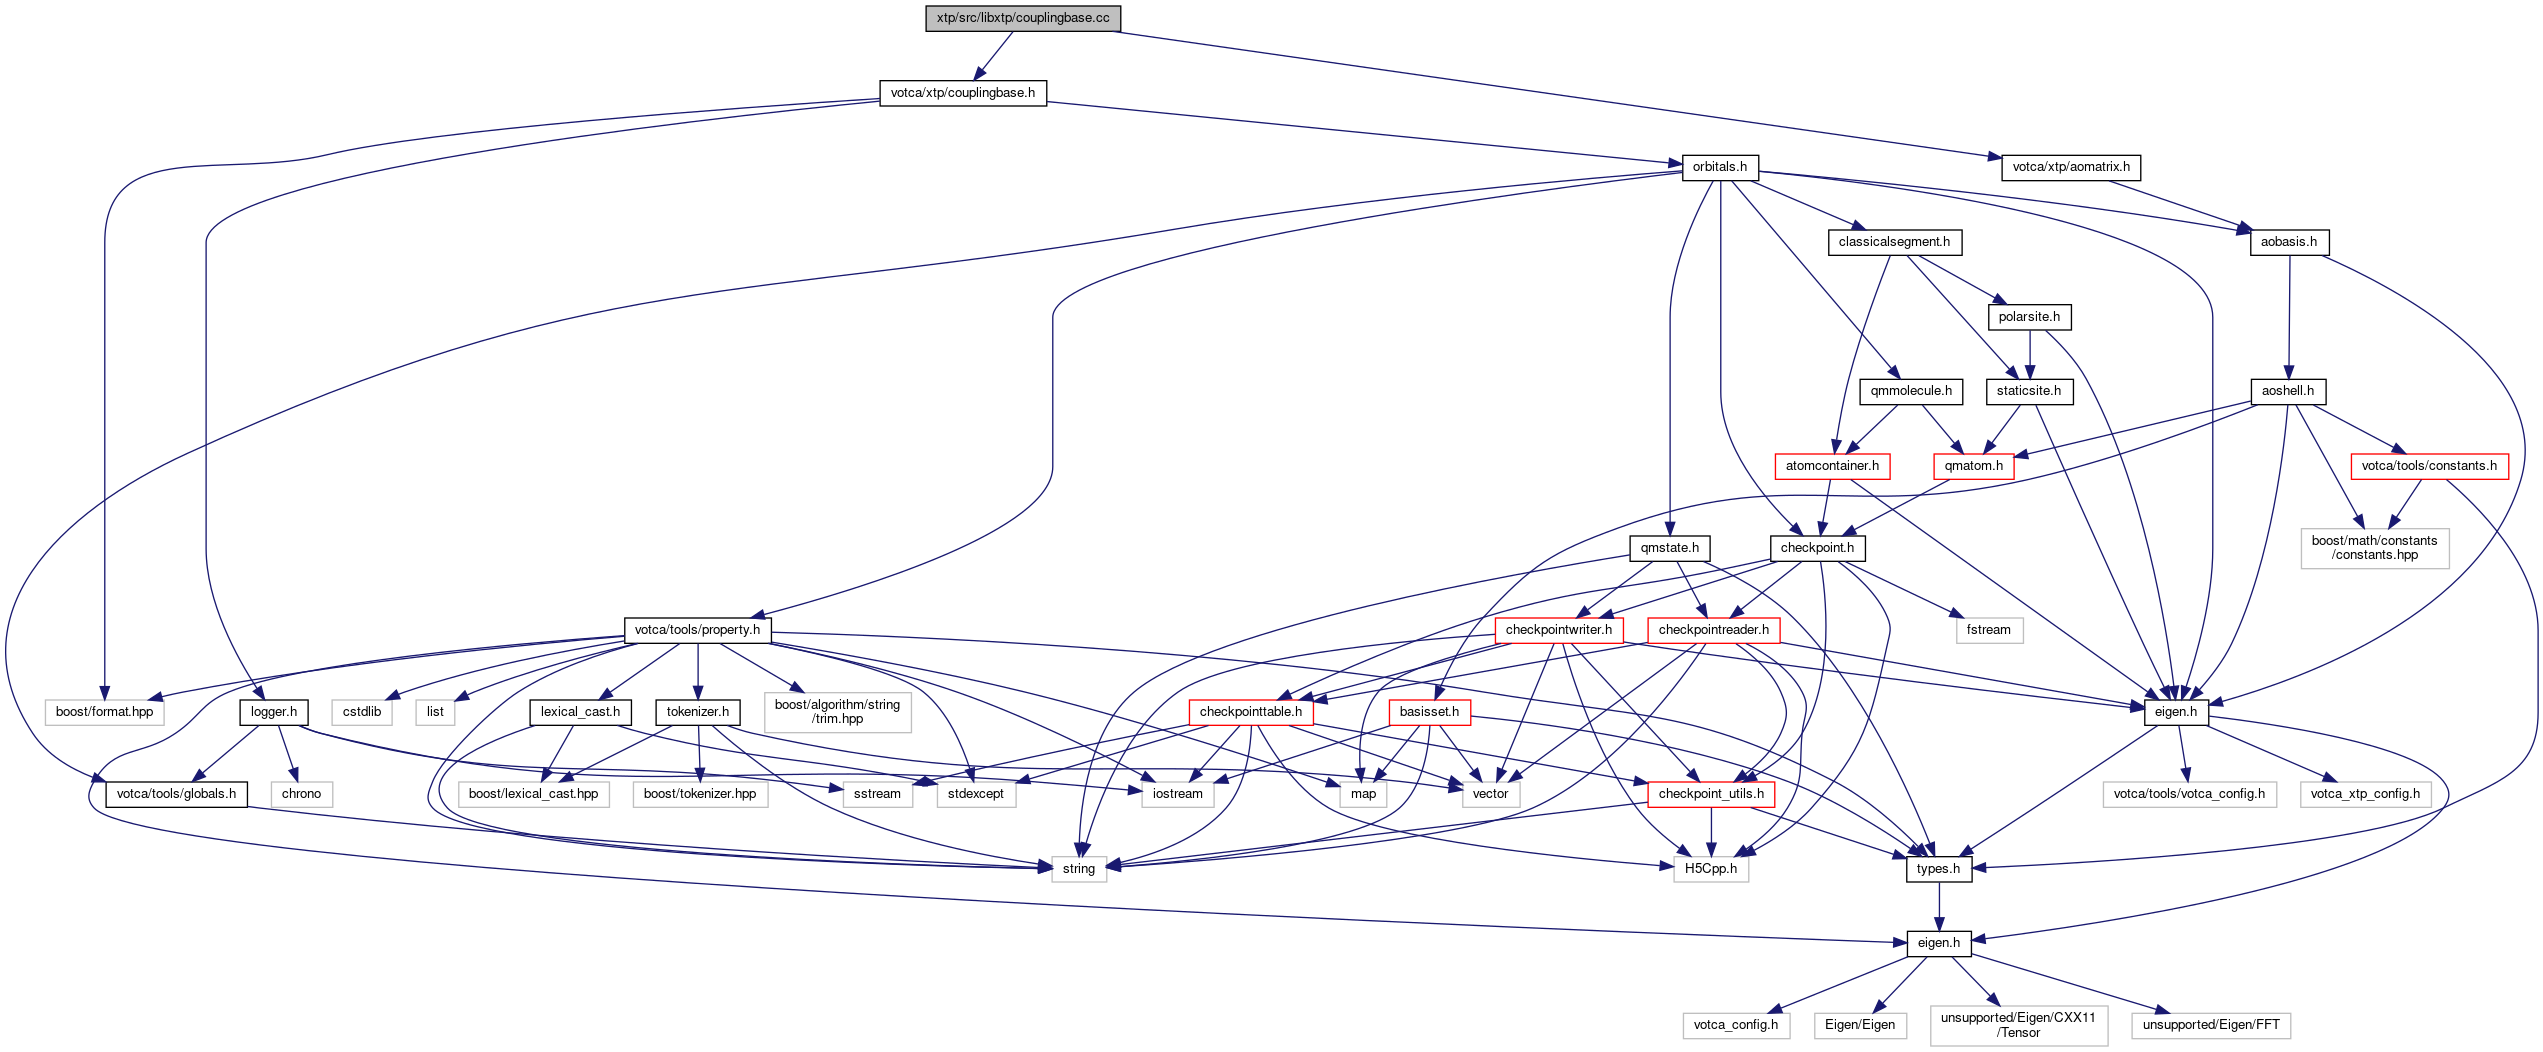 xtp/src/libxtp/couplingbase.cc
votca/xtp/couplingbase.h
orbitals.h
votca/xtp/aomatrix.h
classicalsegment.h
aobasis.h
polarsite.h
qmmolecule.h
staticsite.h
aoshell.h
atomcontainer.h
qmatom.h
votca/tools/constants.h
qmstate.h
checkpoint.h
boost/math/constants
/constants.hpp
votca/tools/property.h
checkpointwriter.h
checkpointreader.h
fstream
boost/format.hpp
logger.h
cstdlib
list
lexical_cast.h
tokenizer.h
boost/algorithm/string
/trim.hpp
checkpointtable.h
basisset.h
eigen.h
votca/tools/globals.h
chrono
boost/lexical_cast.hpp
boost/tokenizer.hpp
sstream
stdexcept
iostream
map
vector
checkpoint_utils.h
votca/tools/votca_config.h
votca_xtp_config.h
string
H5Cpp.h
types.h
eigen.h
votca_config.h
Eigen/Eigen
unsupported/Eigen/CXX11
/Tensor
unsupported/Eigen/FFT